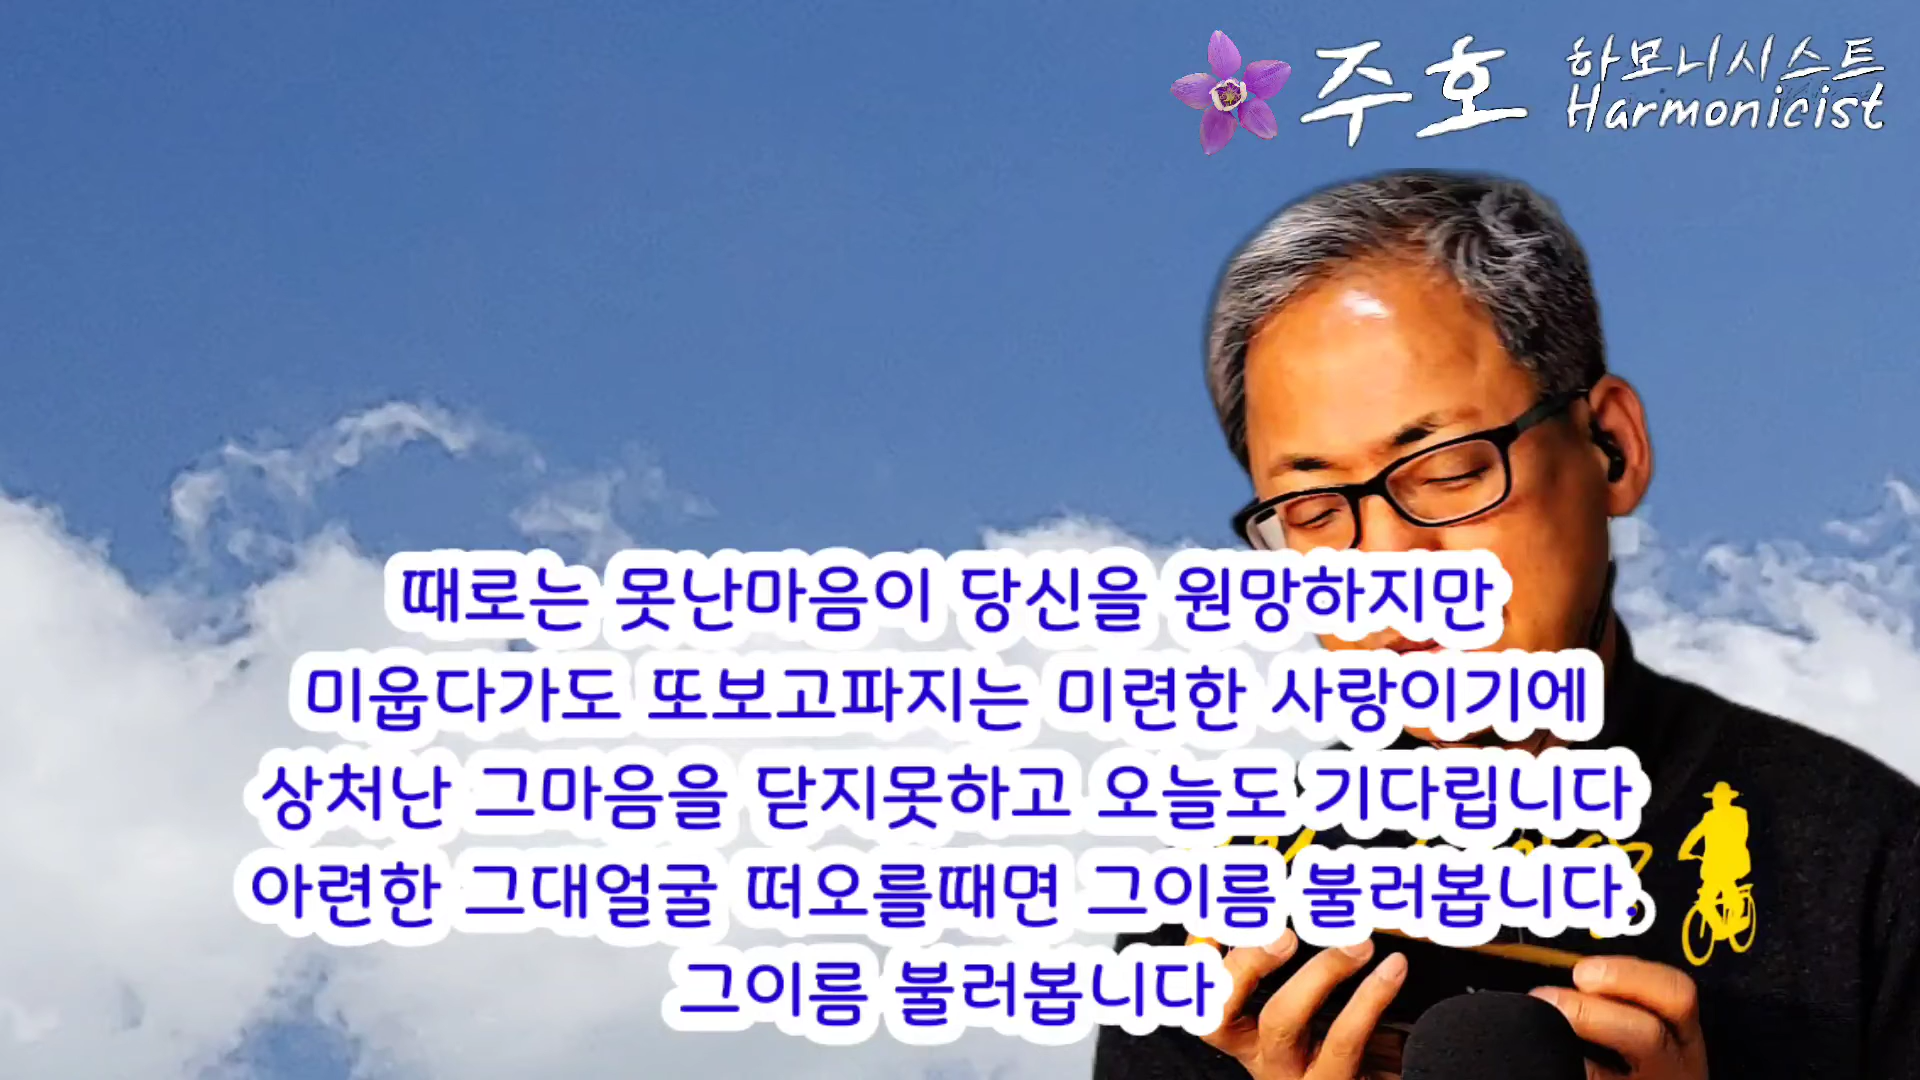 주호 하모니시스트
Harmonicist
때로는 못난마음이 당신을 원망하지만
미웁다가도 또보고파지는 미련한 사랑이기에
상처난 그마음을 닫지못하고 오늘도 기다립니다
아련한 그대얼굴 떠오를때면 그이름 불러봅니다.
그이름 불러봅니다